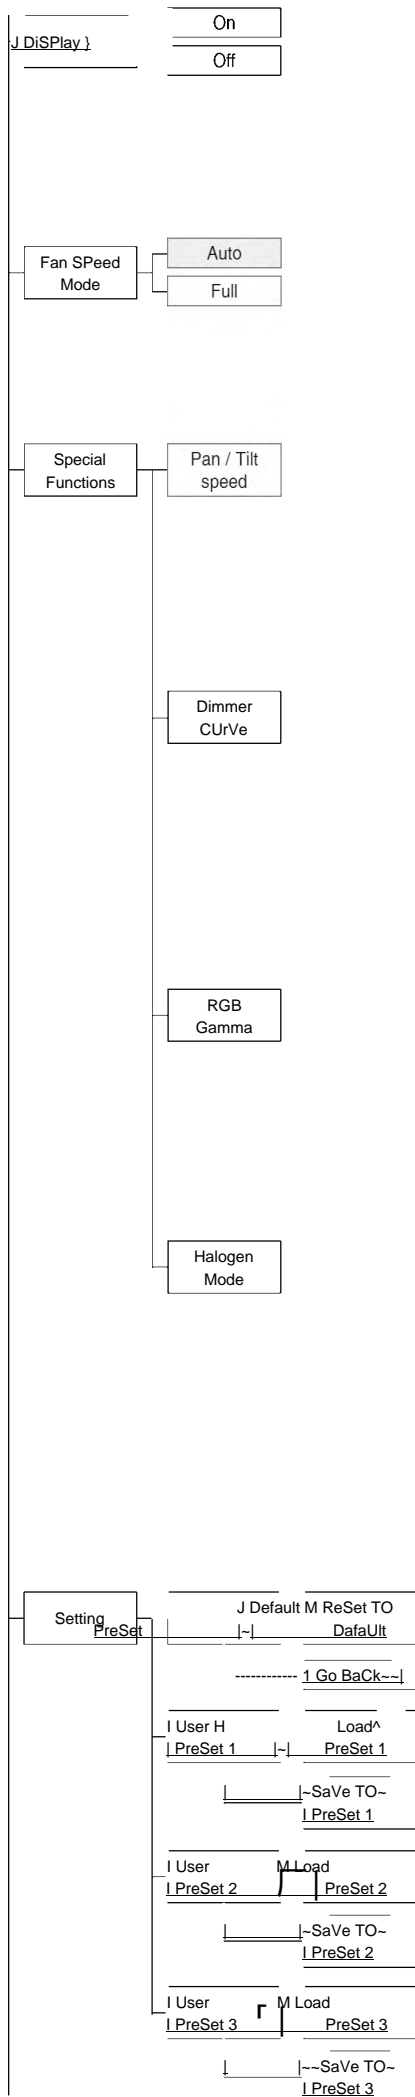 On
J DiSPlay }
Off
Fan SPeed
Mode
Auto
Full
Special
Functions
Pan / Tilt
speed
Dimmer
CUrVe
RGB
Gamma
Halogen
Mode
Setting
J Default M ReSet TO
PreSet |~| DafaUlt
------------ 1 Go BaCk~~|
I User H Load^
| PreSet 1 |~| PreSet 1
| |~SaVe TO~
I PreSet 1
I User M Load
I PreSet 2 PreSet 2
| |~SaVe TO~
I PreSet 2
I User Г M Load
I PreSet 3 PreSet 3
| |~~SaVe TO~
I PreSet 3